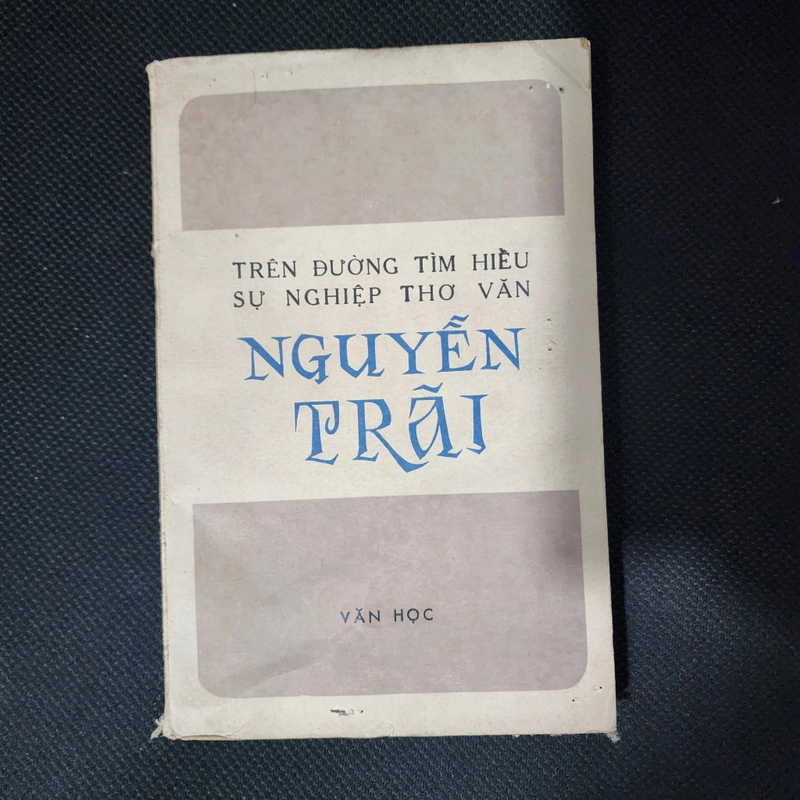 TRÊN ĐƯỜNG TÌM HIỂU
SỰ NGHIỆP THƠ VĂN
NGUYỄN
TRÃI
VĂN HỌC